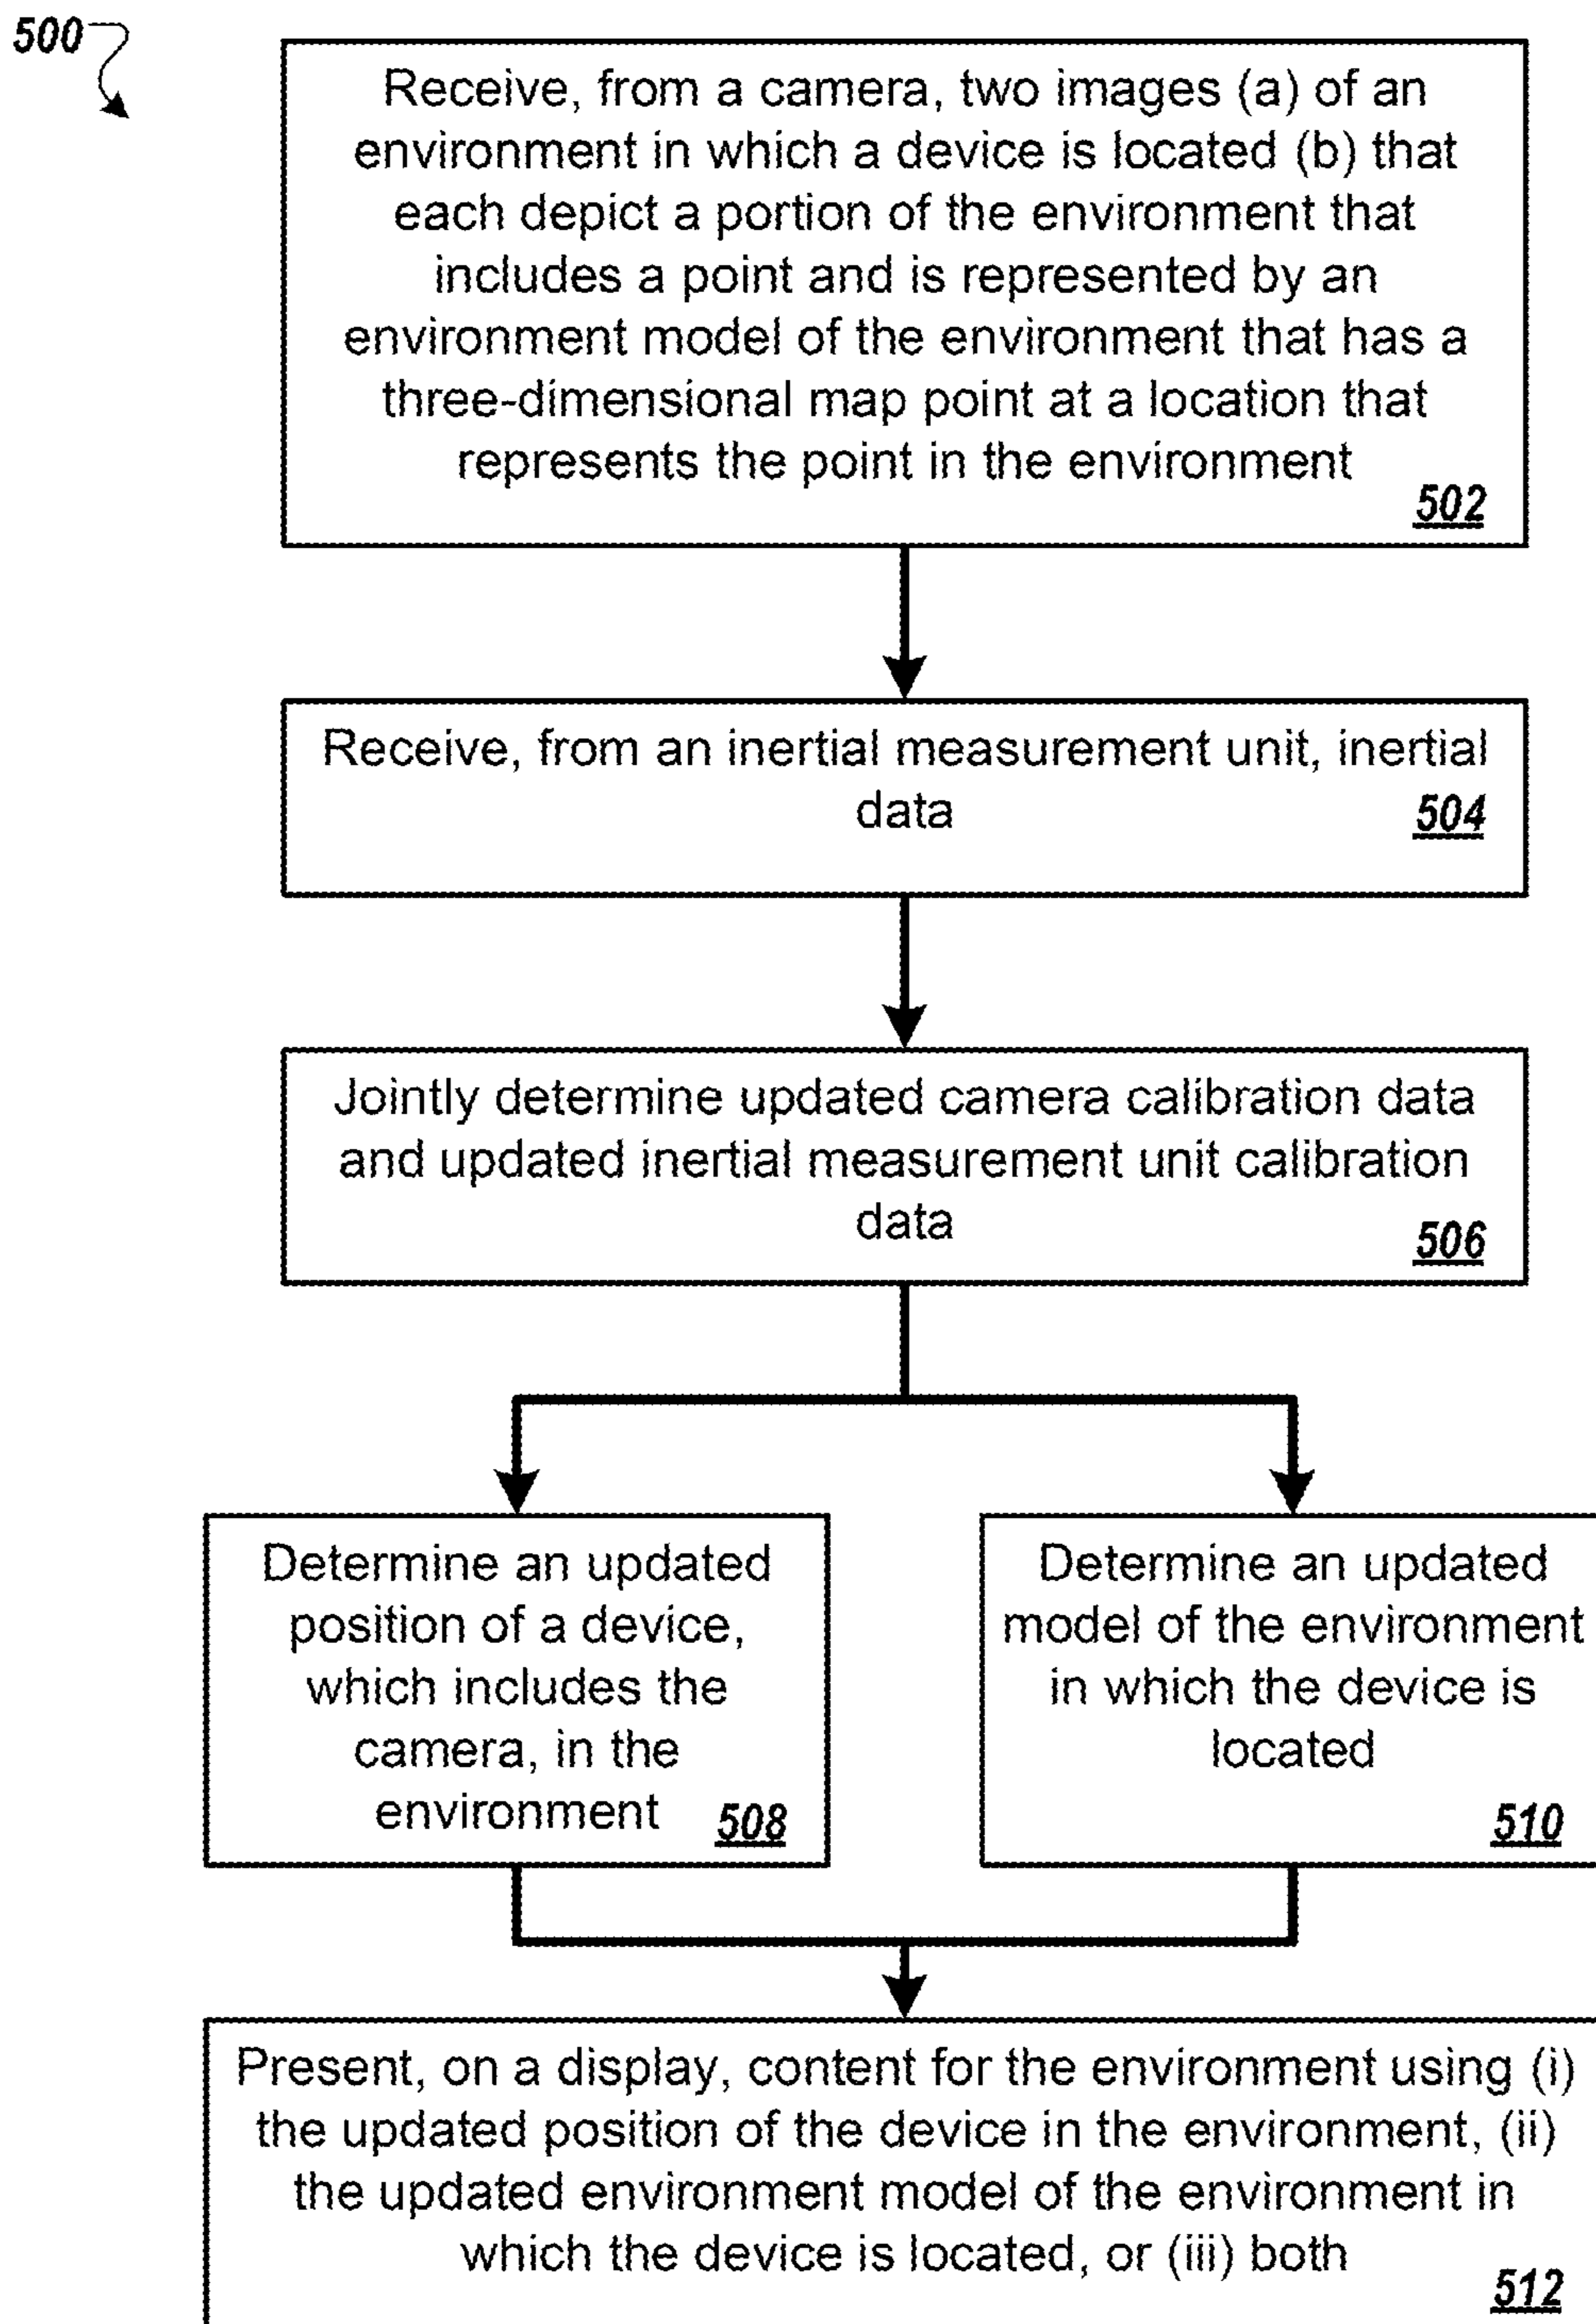 500
Receive, from a camera, two images (a) of an
environment in which a device is located (b) that
each depict a portion of the environment that
includes a point and is represented by an
environment model of the environment that has a
three-dimensional map point at a location that
represents the point in the environment
502
Receive, from an inertial measurement unit, inertial
data
504
Jointly determine updated camera calibration data
and updated inertial measurement unit calibration
data
506
Determine an updated
position of a device,
which includes the
camera, in the
environment
508
Determine an updated
model of the environment
in which the device is
located
510
Present, on a display, content for the environment using (i)
the updated position of the device in the environment, (ii)
the updated environment model of the environment in
which the device is located, or (iii) both
512